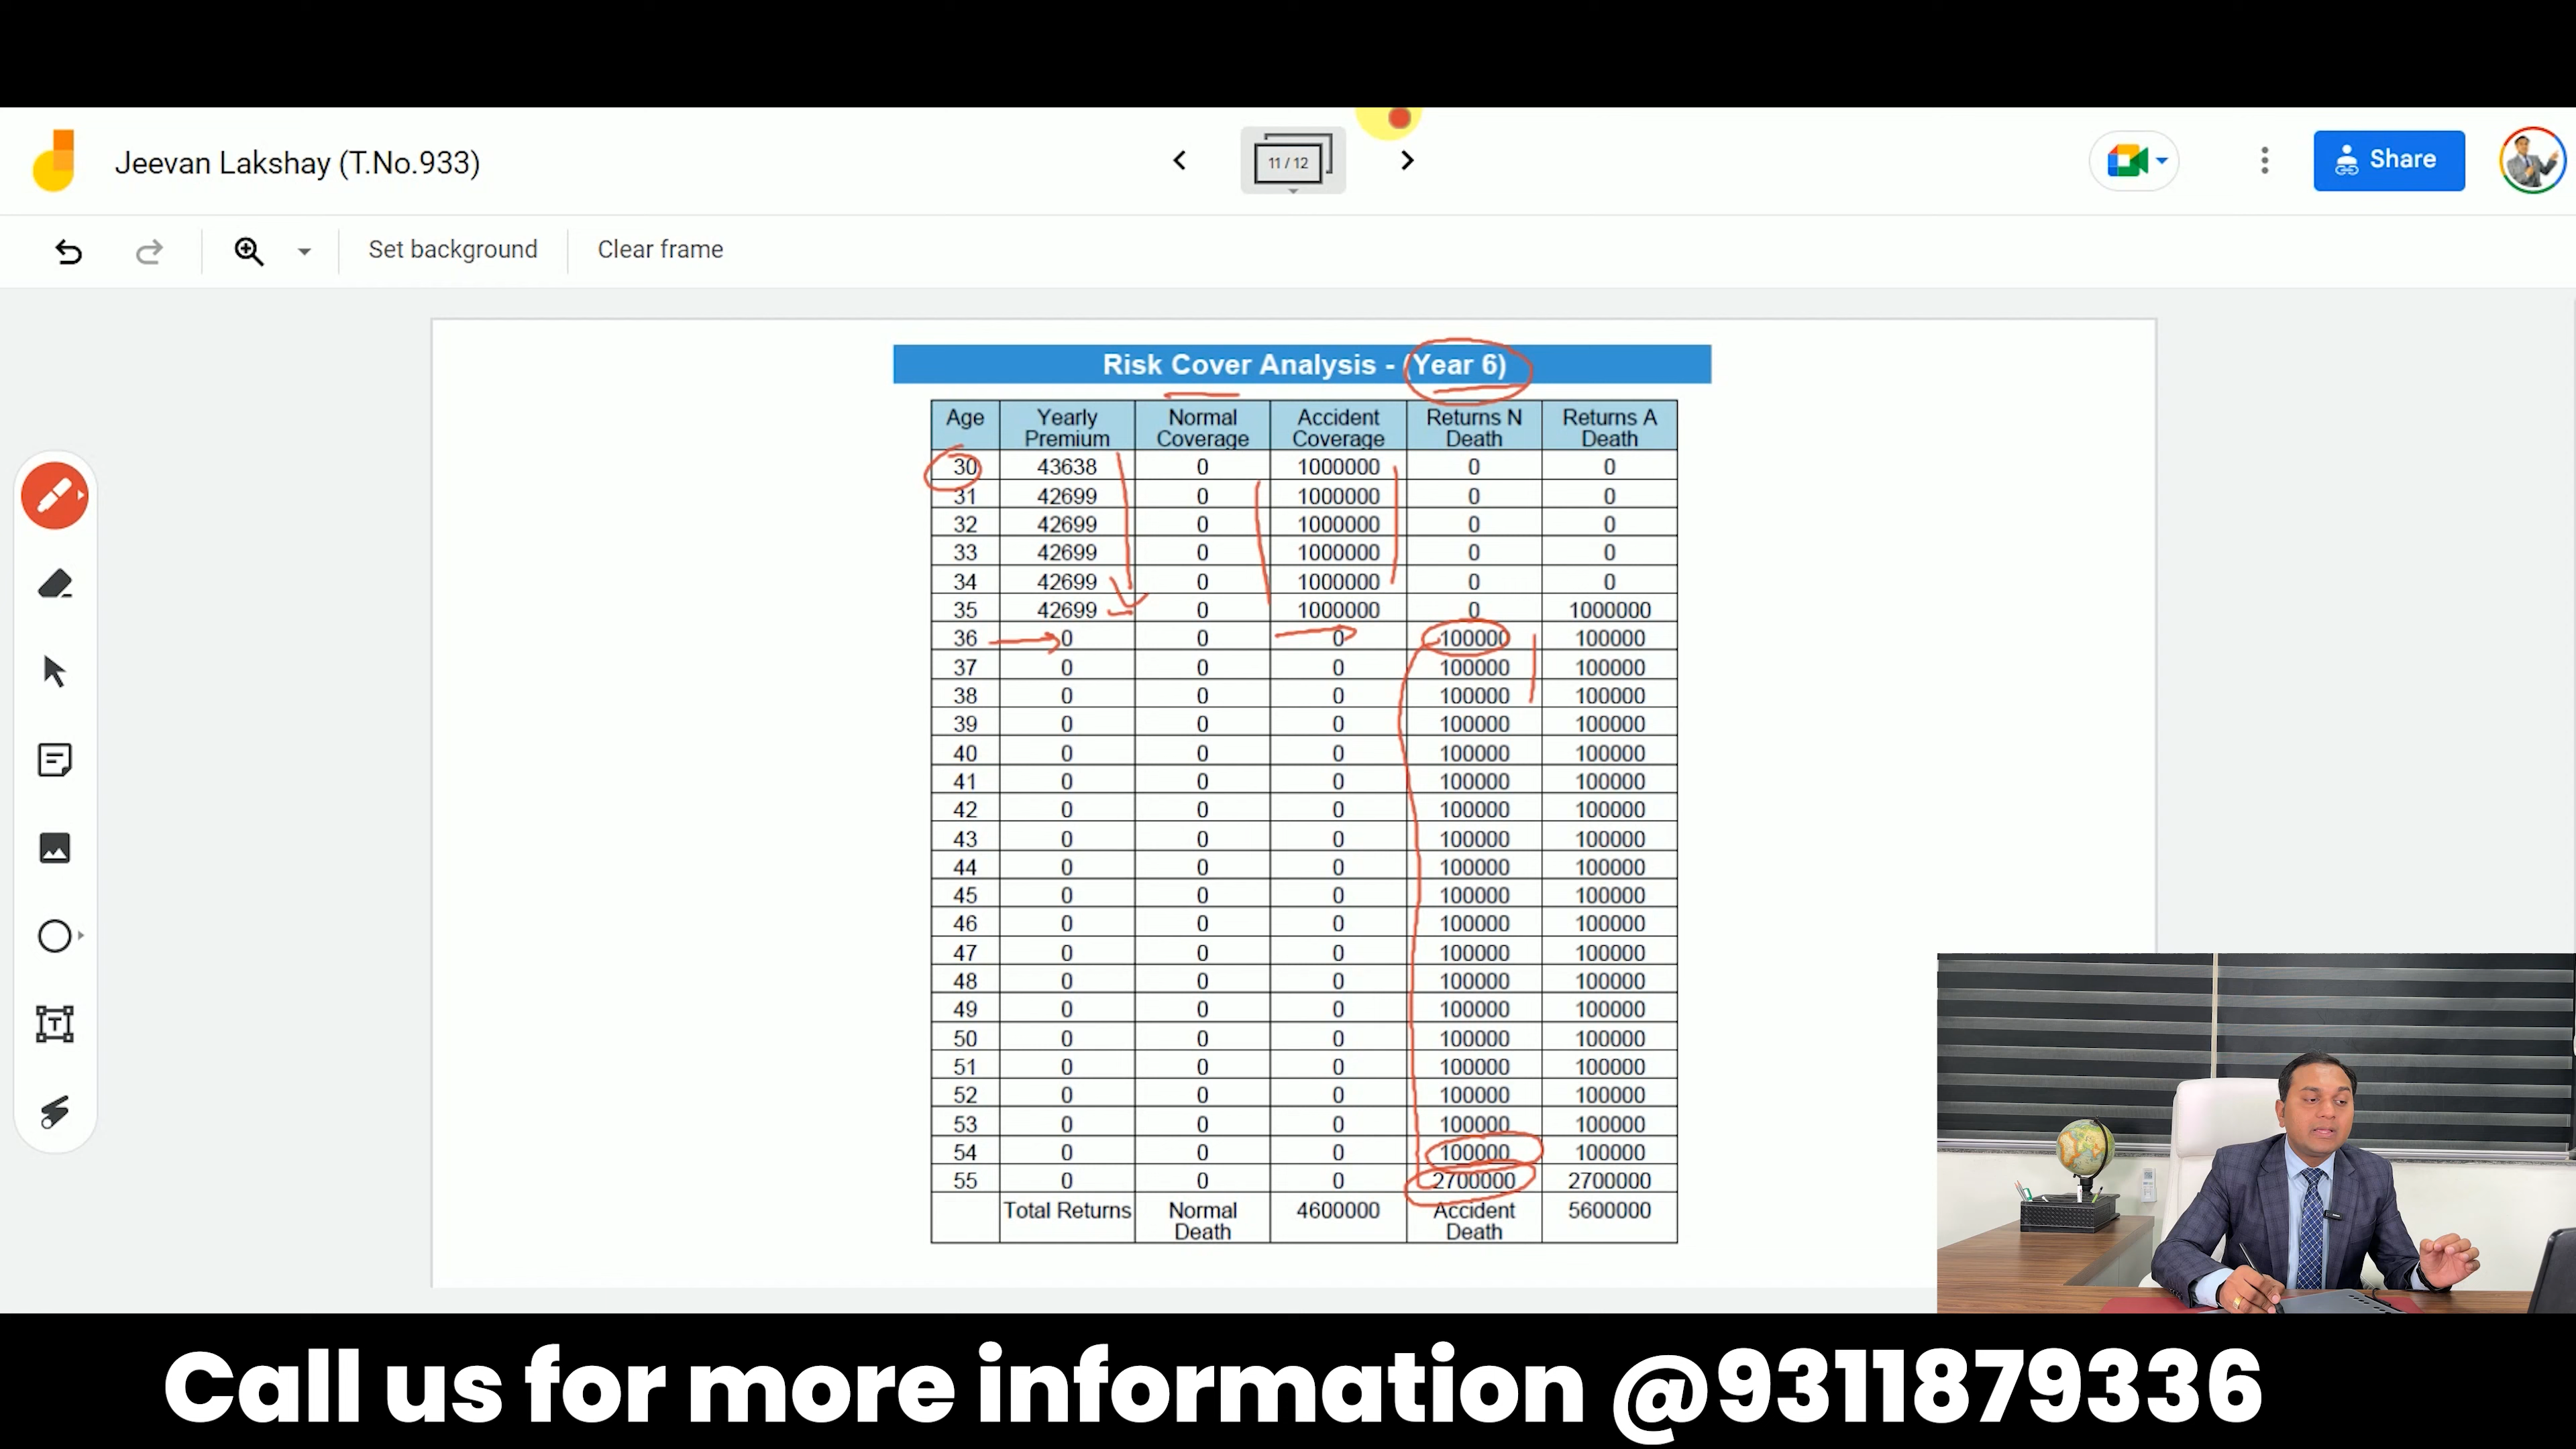 Jeevan Lakshay (T.No.933)
11 / 12
Share
Set background
Clear frame
Risk Cover Analysis - (Year 6)
Age Yearly Premium Normal Coverage Accident Coverage Returns N Death Returns A Death
30 43638 0 1000000 0 0
31 42699 0 1000000 0 0
32 42699 0 1000000 0 0
33 42699 0 1000000 0 0
34 42699 0 1000000 0 0
35 42699 0 1000000 0 1000000
36 0 0 0 100000 100000
37 0 0 0 100000 100000
38 0 0 0 100000 100000
39 0 0 0 100000 100000
40 0 0 0 100000 100000
41 0 0 0 100000 100000
42 0 0 0 100000 100000
43 0 0 0 100000 100000
44 0 0 0 100000 100000
45 0 0 0 100000 100000
46 0 0 0 100000 100000
47 0 0 0 100000 100000
48 0 0 0 100000 100000
49 0 0 0 100000 100000
50 0 0 0 100000 100000
51 0 0 0 100000 100000
52 0 0 0 100000 100000
53 0 0 0 100000 100000
54 0 0 0 100000 100000
55 0 0 0 2700000 2700000
Total Returns Normal Death 4600000 Accident Death 5600000
Call us for more information @9311879336